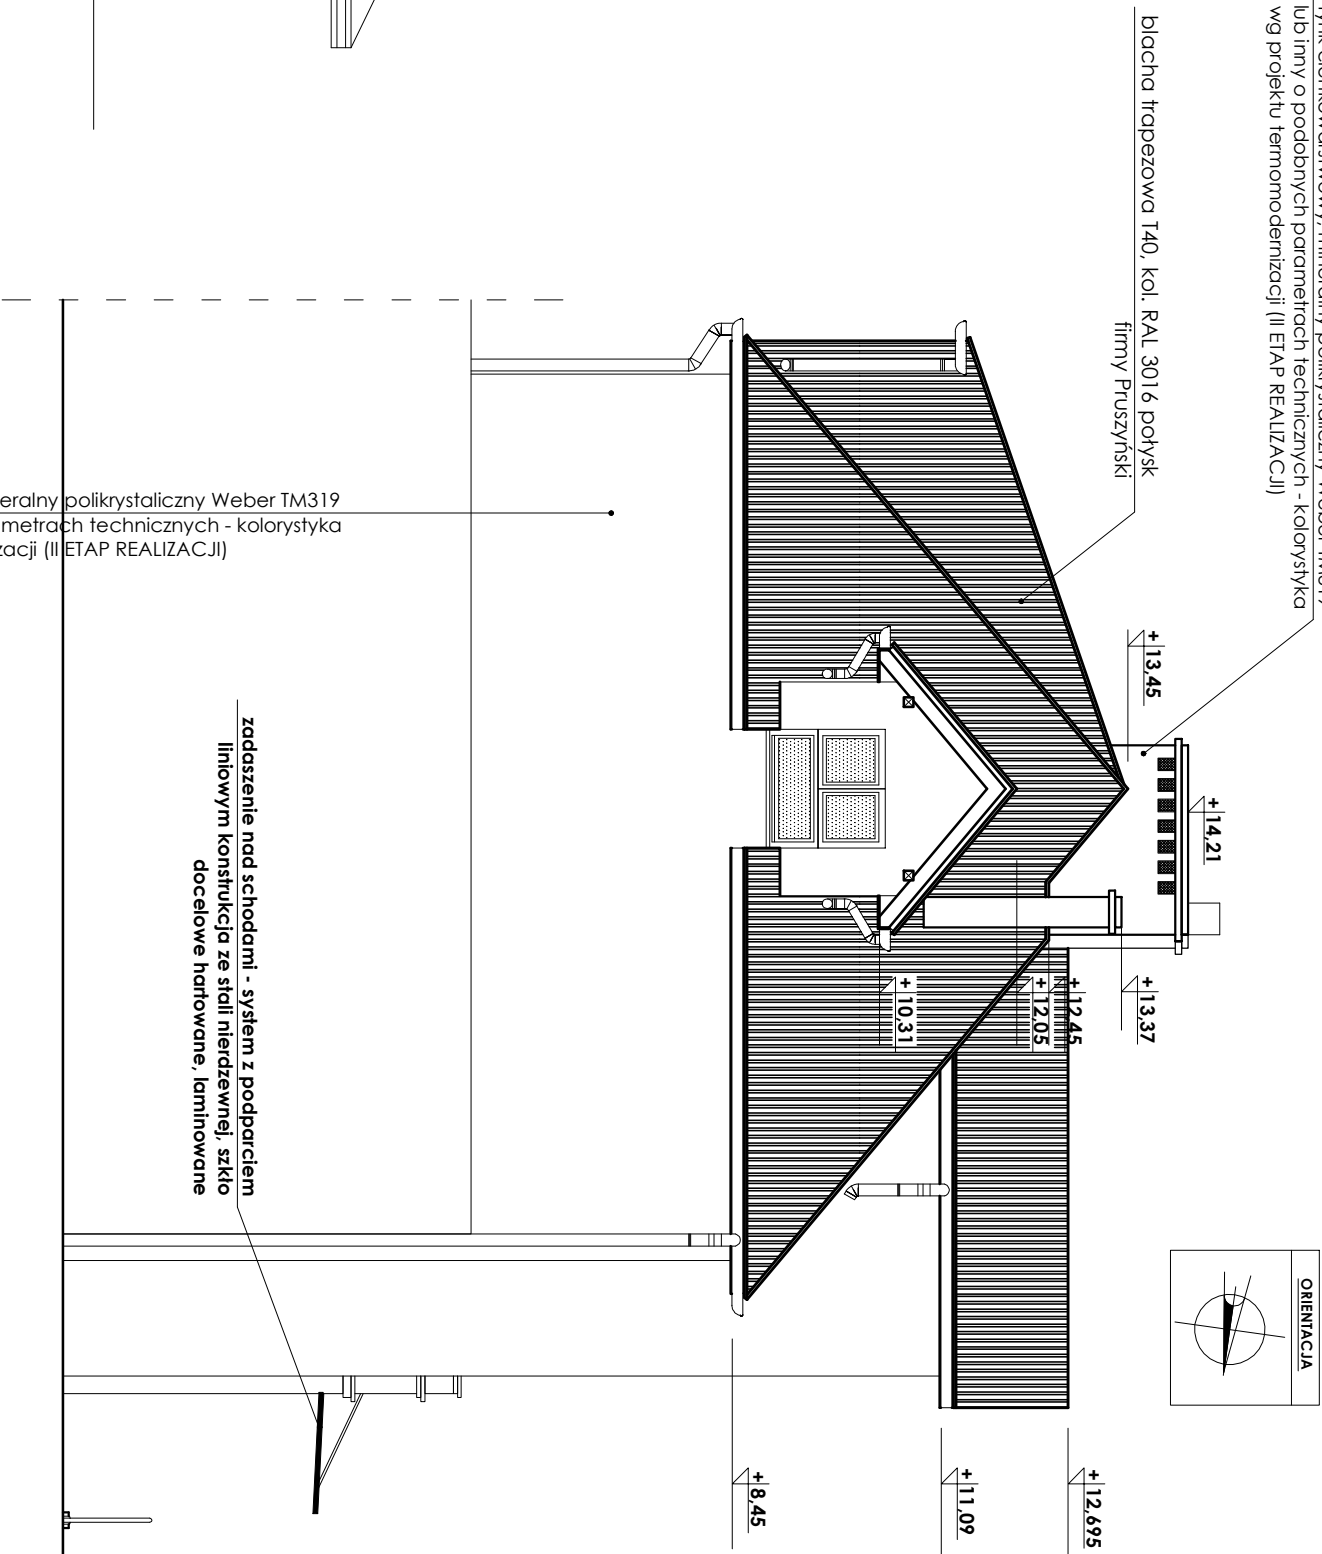 lub inny o podobnych parametrach technicznych - kolorystyka
wg projektu termomodernizacji (II ETAP REALIZACJI)
blacha trapezowa T40, kol. RAL 3016 połysk
firmy Pruszyński
+13,45
+14,21
+13,37
+12,45
+12,05
+10,31
eralny polikrystaliczny Weber TM319
metrach technicznych - kolorystyka
zacji (II ETAP REALIZACJI)
zadaszenie nad schodami - system z podparciem
liniowym konstrukcja ze stali nierdzewnej, szkło
docelowe hartowane, laminowane
ORIENTACJA
+12,695
+11,09
+8,45